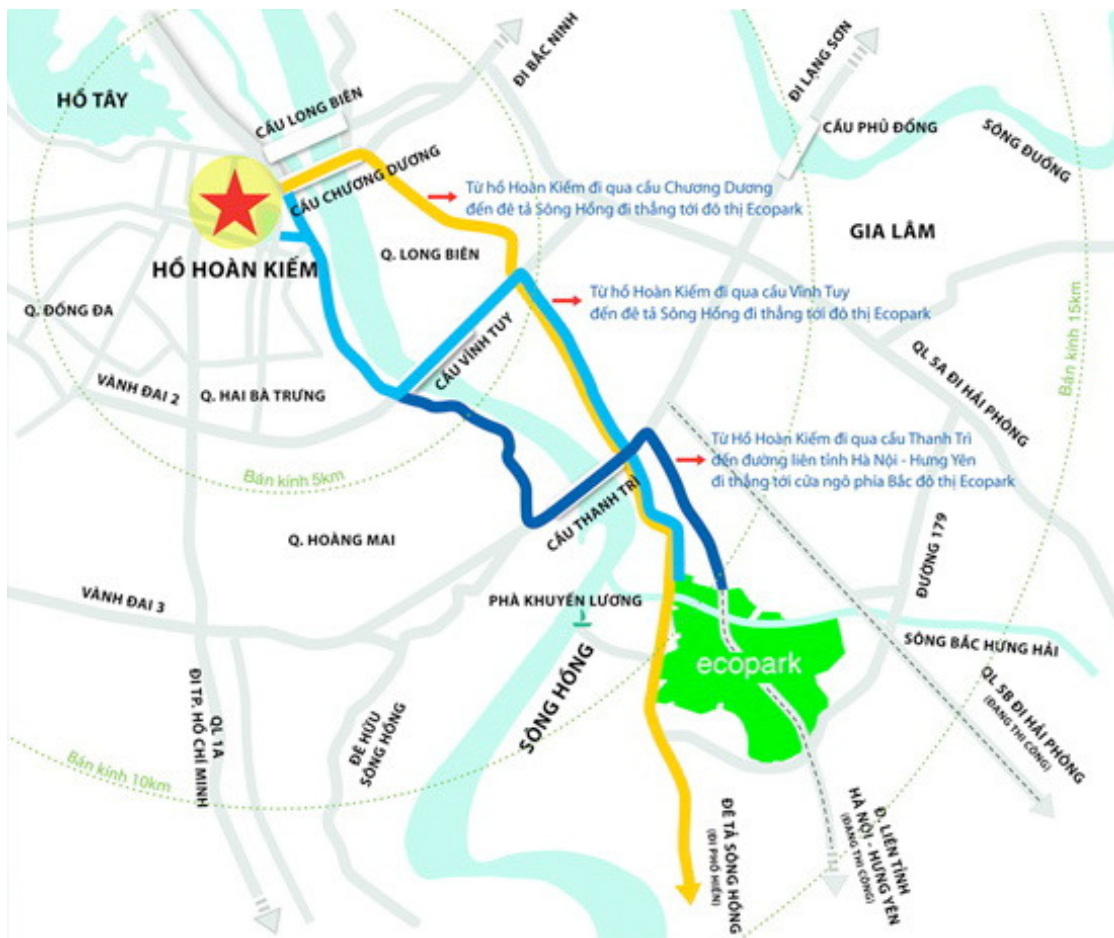 ĐI BẮC NINH
ĐI LẠNG SƠN
HỒ TÂY
CẦU LONG BIÊN
CẦU PHÙ ĐỔNG
SÔNG ĐUỐNG
CẦU CHƯƠNG DƯƠNG
Từ hồ Hoàn Kiếm đi qua cầu Chương Dương
đến đê tả Sông Hồng đi thẳng tới đô thị Ecopark
GIA LÂM
Q. LONG BIÊN
HỒ HOÀN KIẾM
Từ hồ Hoàn Kiếm đi qua cầu Vĩnh Tuy
đến đê tả Sông Hồng đi thẳng tới đô thị Ecopark
Q. ĐỐNG ĐA
Bán kính 15km
CẦU VĨNH TUY
QL 5A ĐI HẢI PHÒNG
VÀNH ĐAI 2
Q. HAI BÀ TRƯNG
Từ Hồ Hoàn Kiếm đi qua cầu Thanh Trì
đến đường liên tỉnh Hà Nội - Hưng Yên
đi thẳng tới cửa ngõ phía Bắc đô thị Ecopark
Bán kính 5km
CẦU THANH TRÌ
Q. HOÀNG MAI
ĐƯỜNG 179
VÀNH ĐAI 3
PHÀ KHUYẾN LƯƠNG
SÔNG BẮC HƯNG HẢI
ecopark
SÔNG HỒNG
QL 5B ĐI HẢI PHÒNG
(ĐANG THI CÔNG)
QL 1A
ĐI TP. HỒ CHÍ MINH
ĐÊ HỮU
SÔNG HỒNG
Bán kính 10km
ĐÊ TẢ SÔNG HỒNG
(ĐI PHỐ HIẾN)
Đ. LIÊN TỈNH
HÀ NỘI - HƯNG YÊN
(ĐANG THI CÔNG)